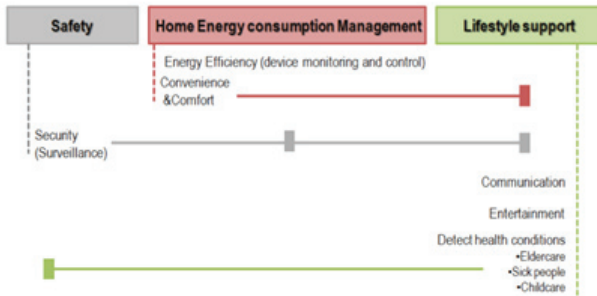 Safety
Home Energy consumption Management
Lifestyle support
Energy Efficiency (device monitoring and control)
Convenience
&Comfort
Security
(Surveillance)
Communication
Entertainment
Detect health conditions
•Eldercare
•Sick people
•Childcare